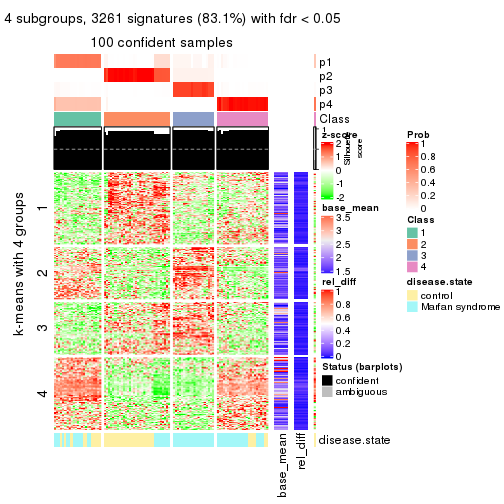 4 subgroups, 3261 signatures (83.1%) with fdr < 0.05
100 confident samples
p1
p2
p3
p4
Class
1
Silhouette
score
k-means with 4 groups
1
2
3
4
z-score
2
1
0
-1
-2
base_mean
3.5
3
2.5
2
1.5
rel_diff
1
0.8
0.6
0.4
0.2
0
Status (barplots)
confident
ambiguous
Prob
1
0.8
0.6
0.4
0.2
0
Class
1
2
3
4
disease.state
control
Marfan syndrome
disease.state
base_mean
rel_diff